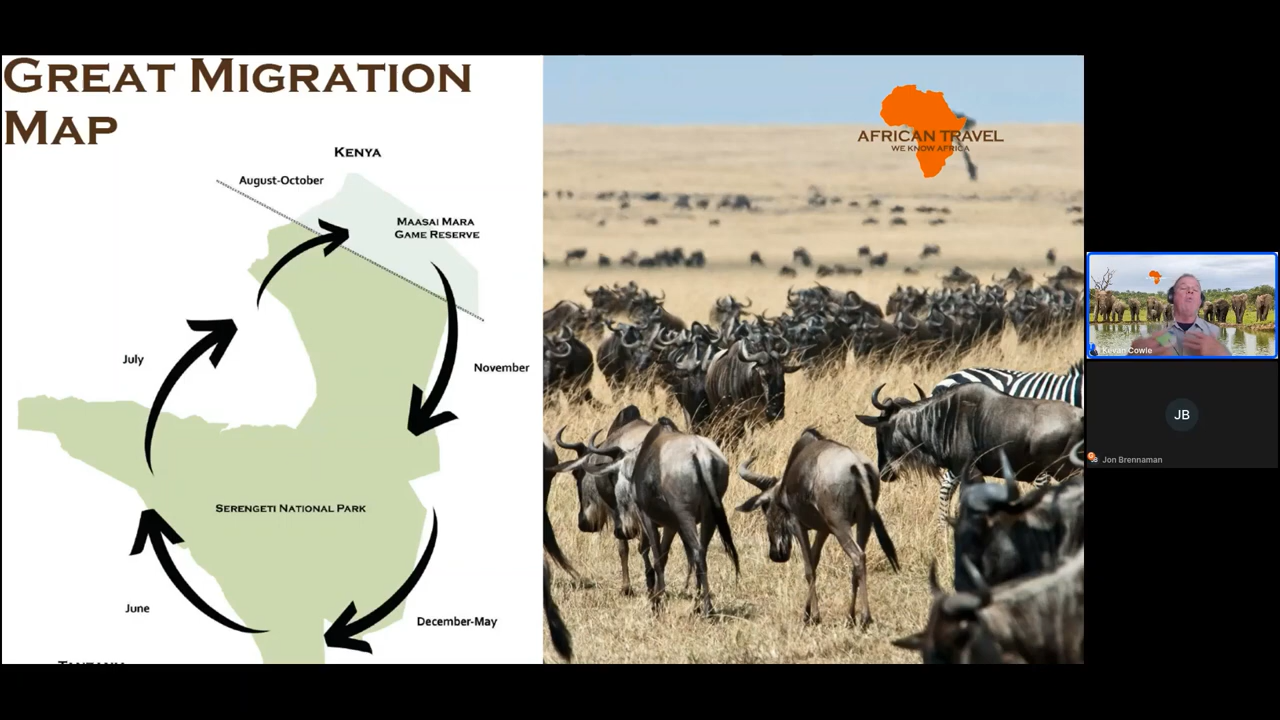 Great Migration
Map
Kenya
August-October
Maasai Mara
Game Reserve
July
November
Serengeti National Park
June
December-May
AFRICAN TRAVEL
WE KNOW AFRICA
Kevan Cowie
JB
Jon Brennaman